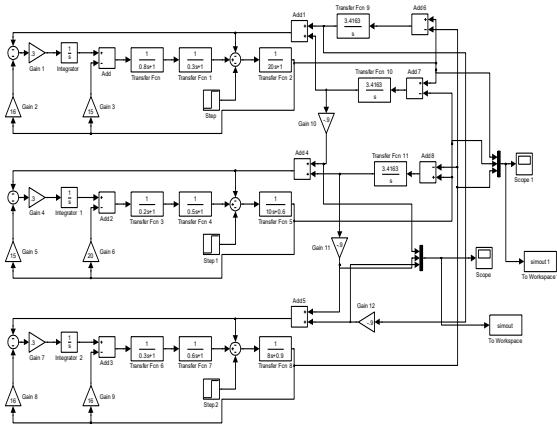 Add1
Transfer Fcn 9
3.4163
s
Add6
.3
Gain 1
1
s
Integrator
Add
1
0.8s+1
Transfer Fcn
1
0.3s+1
Transfer Fcn 1
1
20s+1
Transfer Fcn 2
3.4163
s
Transfer Fcn 10
Add 7
16
Gain 2
15
Gain 3
Step
Gain 10
-.9
Add 4
Transfer Fcn 11
3.4163
s
Add8
Scope 1
.3
Gain 4
1
s
Integrator 1
Add2
1
0.2s+1
Transfer Fcn 3
1
0.5s+1
Transfer Fcn 4
1
10s+0.6
Transfer Fcn 5
15
Gain 5
20
Gain 6
Step1
Gain 11
-.9
Scope
simout 1
To Workspace
Add5
Gain 12
-.9
simout
To Workspace
.3
Gain 7
1
s
Integrator 2
Add3
1
0.3s+1
Transfer Fcn 6
1
0.6s+1
Transfer Fcn 7
1
8s+0.9
Transfer Fcn 8
16
Gain 8
16
Gain 9
Step2